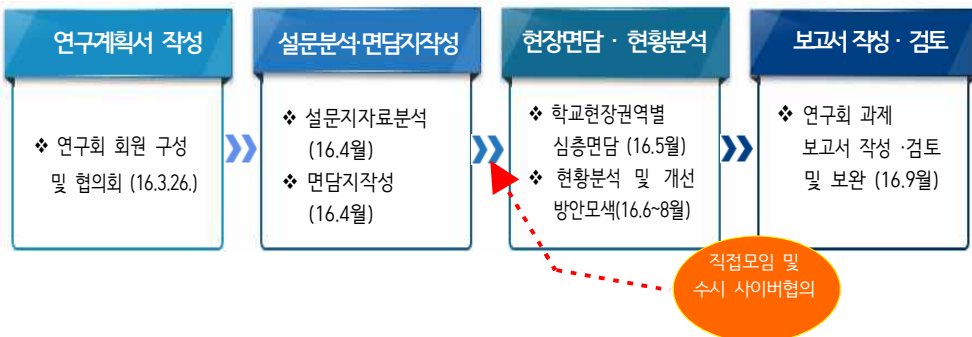 연구계획서 작성
❖ 연구회 회원 구성
및 협의회 (16.3.26.)
설문분석·면담지작성
❖ 설문지자료분석
(16.4월)
❖ 면담지작성
(16.4월)
현장면담 · 현황분석
❖ 학교현장권역별
심층면담 (16.5월)
❖ 현황분석 및 개선
방안모색(16.6~8월)
보고서 작성 · 검토
❖ 연구회 과제
보고서 작성 ·검토
및 보완 (16.9월)
직접모임 및
수시 사이버협의